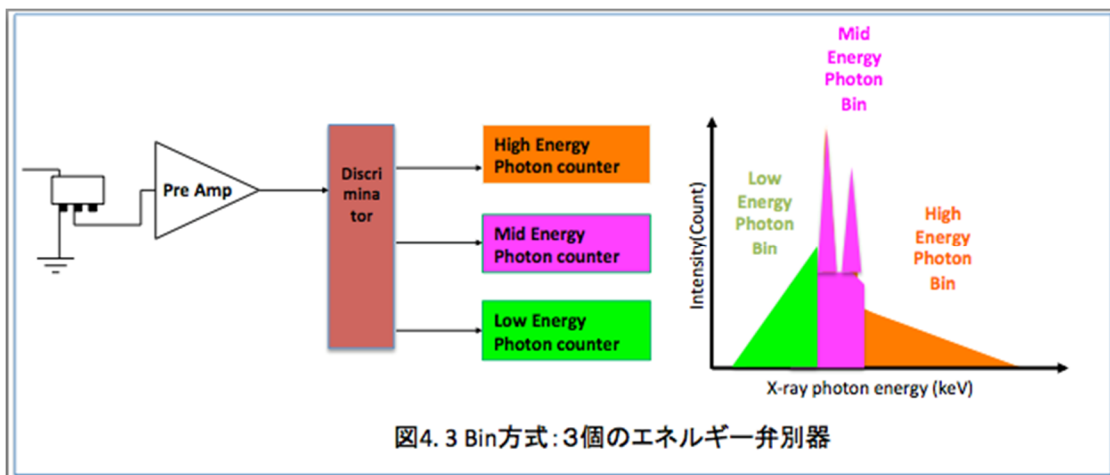 Pre Amp
Discri
mina
tor
High Energy
Photon counter
Mid Energy
Photon counter
Low Energy
Photon counter
Mid
Energy
Photon
Bin
Low
Energy
Photon
Bin
High
Energy
Photon
Bin
Intensity(Count)
X-ray photon energy (keV)
図4. 3 Bin方式:3個のエネルギー弁別器